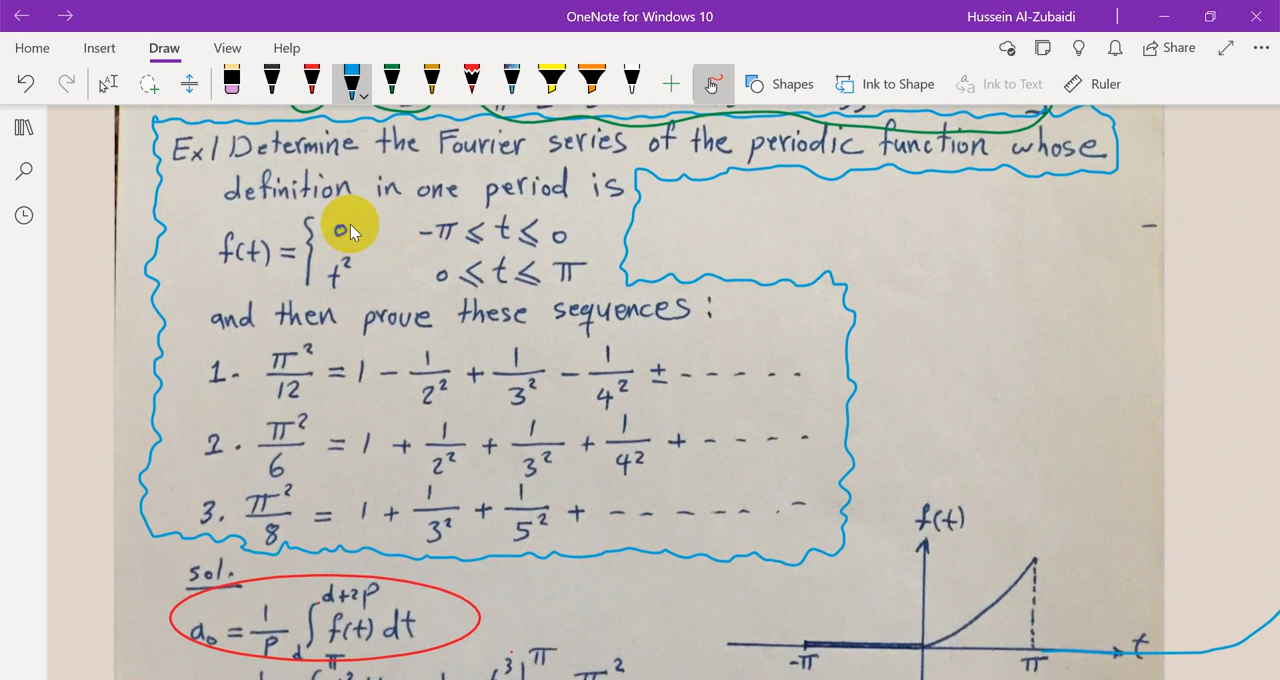 OneNote for Windows 10
Hussein Al-Zubaidi
Home Insert Draw View Help
Share
Shapes Ink to Shape Ink to Text Ruler
Ex/ Determine the Fourier series of the periodic function whose
definition in one period is
f(t) = { 0 -π ≤ t ≤ 0
t² 0 ≤ t ≤ π
and then prove these sequences :
1. π²/12 = 1 - 1/2² + 1/3² - 1/4² ± - - - - -
2. π²/6 = 1 + 1/2² + 1/3² + 1/4² + - - - -
3. π²/8 = 1 + 1/3² + 1/5² + - - - - - - -
f(t)
sol.
a₀ = 1/P ∫ d d+2P f(t) dt
-π π t